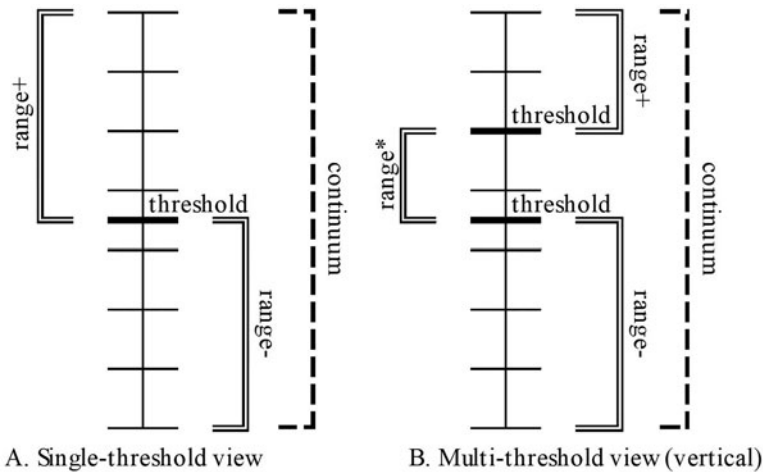 range+
threshold
range-
continuum
A. Single-threshold view
range+
threshold
range*
threshold
range-
continuum
B. Multi-threshold view (vertical)